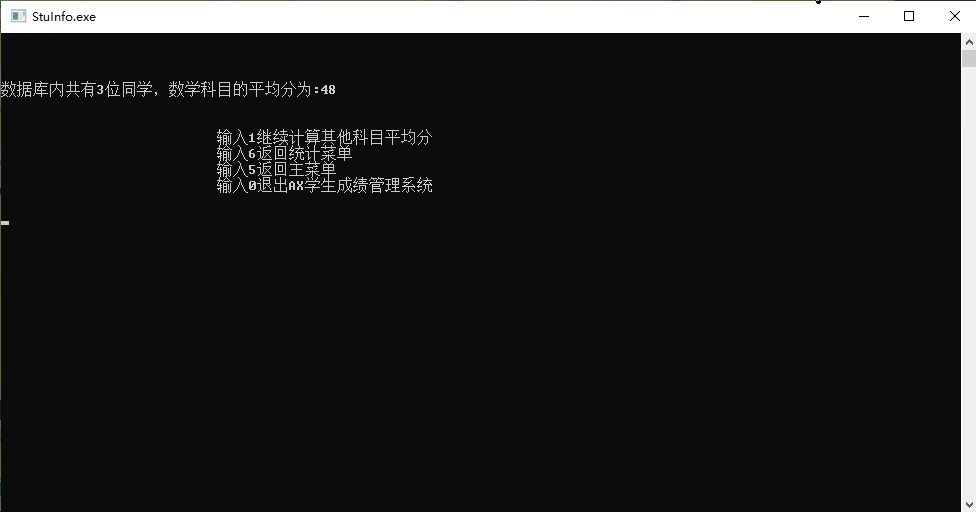 StuInfo.exe
数据库内共有3位同学，数学科目的平均分为:48
输入1继续计算其他科目平均分
输入6返回统计菜单
输入5返回主菜单
输入0退出AX学生成绩管理系统